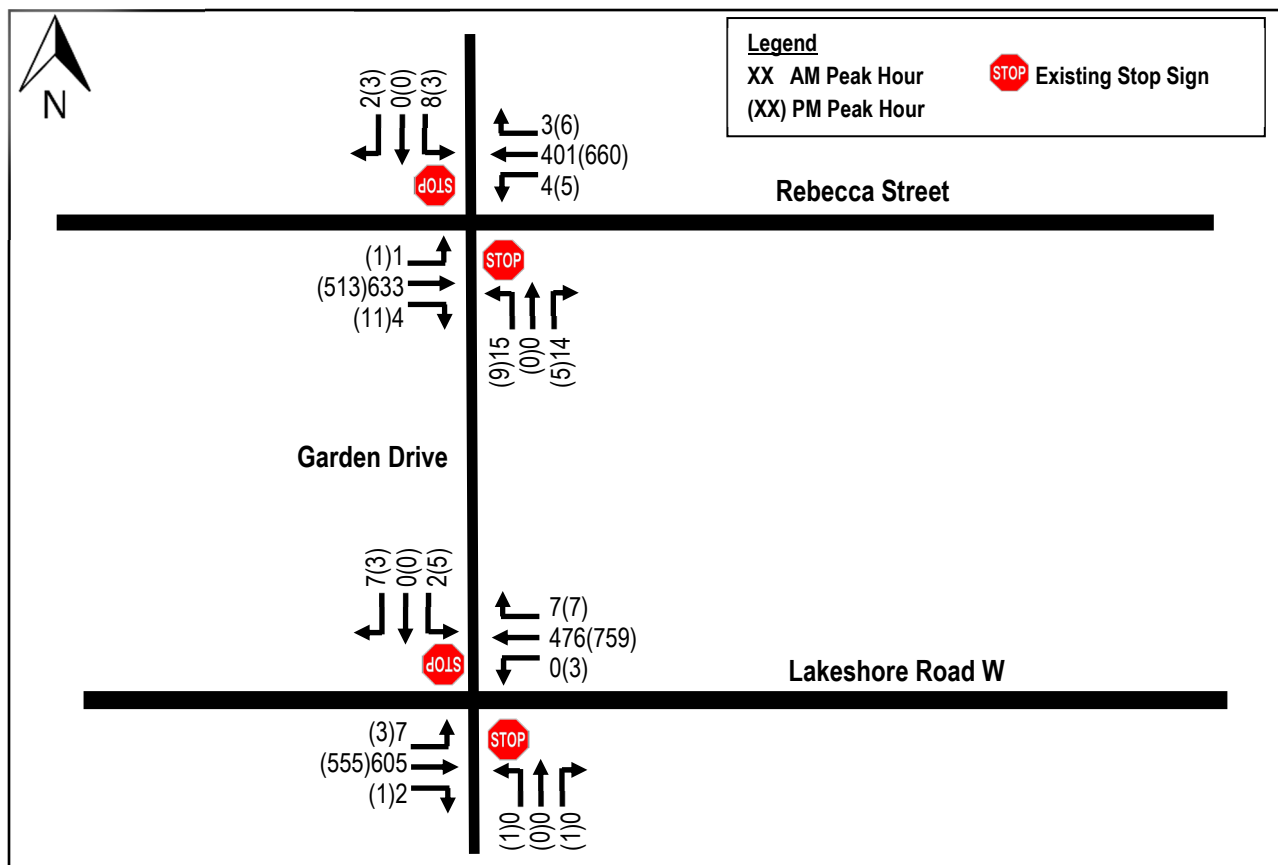 N
Legend
XX AM Peak Hour
(XX) PM Peak Hour
STOP Existing Stop Sign
2(3)
0(0)
8(3)
3(6)
401(660)
4(5)
STOP
Rebecca Street
(1)1
(513)633
(11)4
STOP
(9)15
(0)0
(5)14
Garden Drive
7(3)
0(0)
2(5)
7(7)
476(759)
0(3)
STOP
Lakeshore Road W
(3)7
(555)605
(1)2
STOP
(1)0
(0)0
(1)0